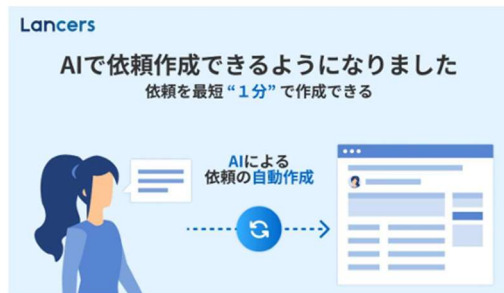 Lancers
AIで依頼作成できるようになりました
依頼を最短“１分”で作成できる
AIによる
依頼の自動作成